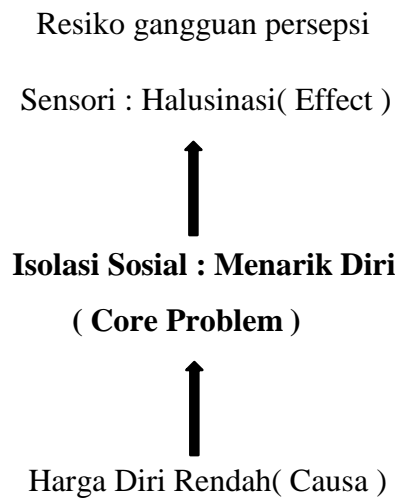 Resiko gangguan persepsi
Sensori : Halusinasi( Effect )
Isolasi Sosial : Menarik Diri
( Core Problem )
Harga Diri Rendah( Causa )